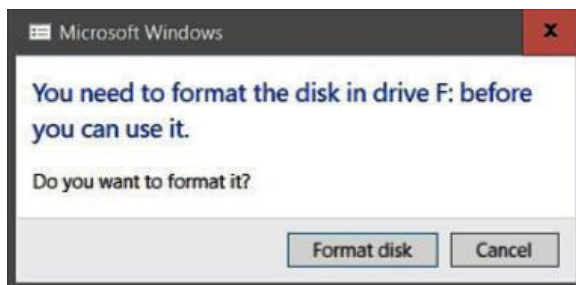 Microsoft Windows
You need to format the disk in drive F: before
you can use it.
Do you want to format it?
Format disk
Cancel